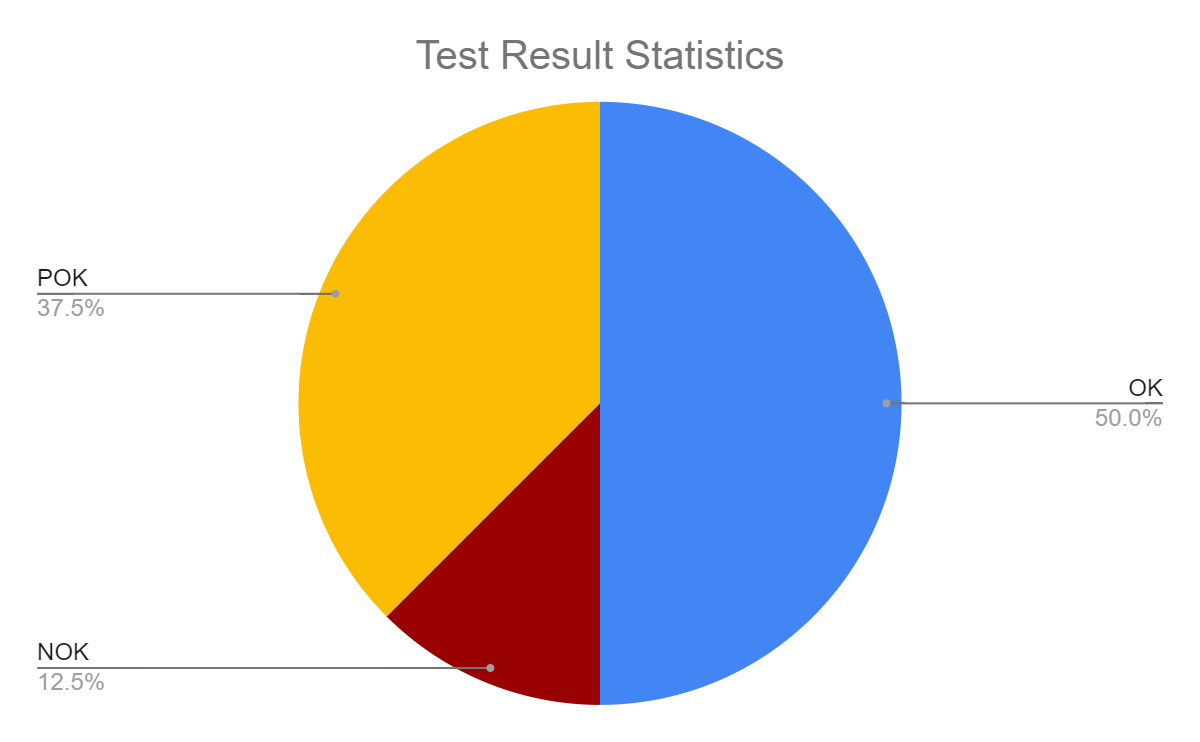 Test Result Statistics
POK
37.5%
OK
50.0%
NOK
12.5%